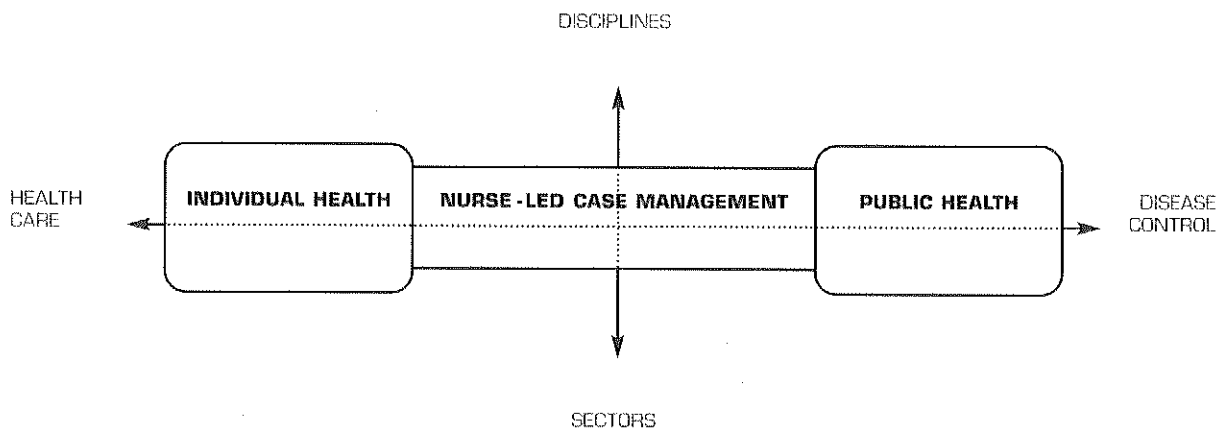 DISCIPLINES
HEALTH
CARE
INDIVIDUAL HEALTH
NURSE-LED CASE MANAGEMENT
PUBLIC HEALTH
DISEASE
CONTROL
SECTORS